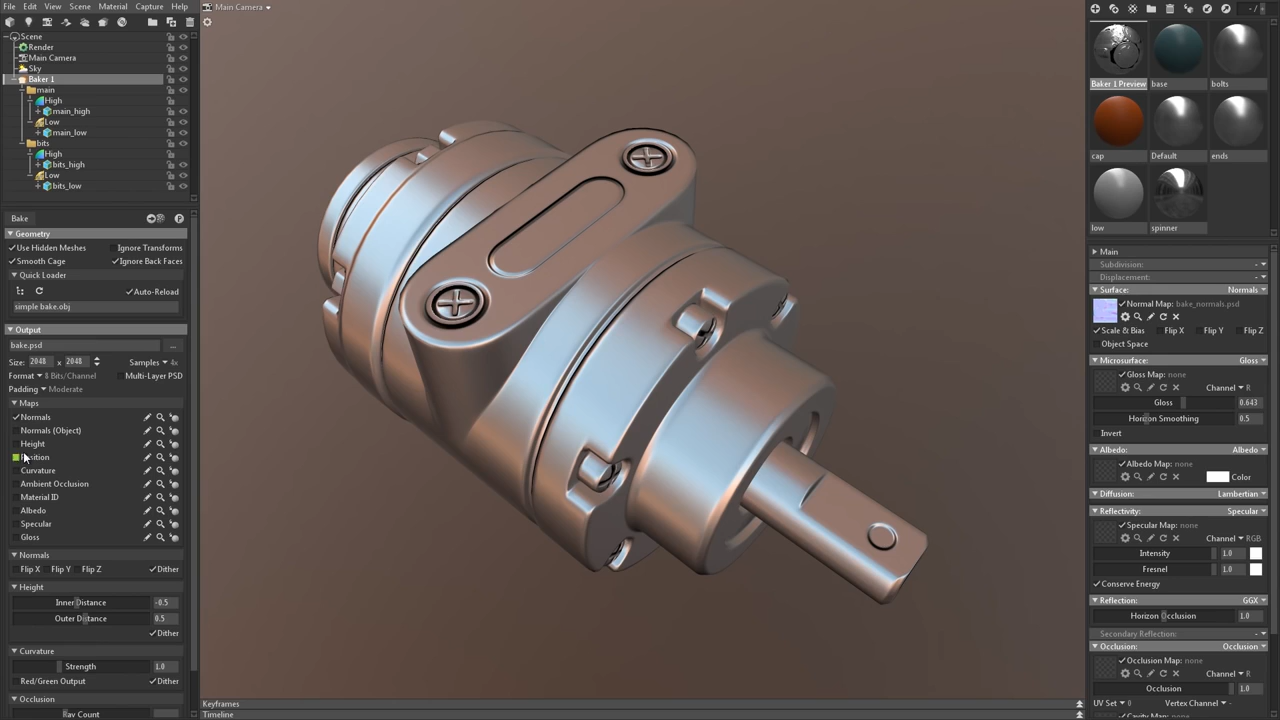 File Edit View Scene Material Capture Help
Main Camera
Scene
Render
Main Camera
Sky
Baker 1
main
High
main_high
Low
main_low
bits
High
bits_high
Low
bits_low
Bake
Geometry
Use Hidden Meshes Ignore Transforms
Smooth Cage Ignore Back Faces
Quick Loader
Auto-Reload
simple bake.obj
Output
bake.psd ...
Size: 2048 x 2048 Samples 4x
Format 8 Bits/Channel Multi-Layer PSD
Padding Moderate
Maps
Normals
Normals (Object)
Height
Curvature
Ambient Occlusion
Material ID
Albedo
Specular
Gloss
Normals
Flip X Flip Y Flip Z Dither
Height
Inner Distance -0.5
Outer Distance 0.5
Dither
Curvature
Strength 1.0
Red/Green Output Dither
Occlusion
Ray Count
Keyframes
Timeline
Baker 1 Preview base bolts
cap Default ends
low spinner
Main
Subdivision: -
Displacement: -
Surface: Normals
Normal Map: bake_normals.psd
Scale & Bias Flip X Flip Y Flip Z
Object Space
Microsurface: Gloss
Gloss Map: none
Channel R
Gloss 0.643
Horizon Smoothing 0.5
Invert
Albedo: Albedo
Albedo Map: none
Color
Diffusion: Lambertian
Reflectivity: Specular
Specular Map: none
Channel RGB
Intensity 1.0
Fresnel 1.0
Conserve Energy
Reflection: GGX
Horizon Occlusion 1.0
Secondary Reflection: -
Occlusion: Occlusion
Occlusion Map: none
Channel R
Occlusion 1.0
UV Set 0 Vertex Channel -